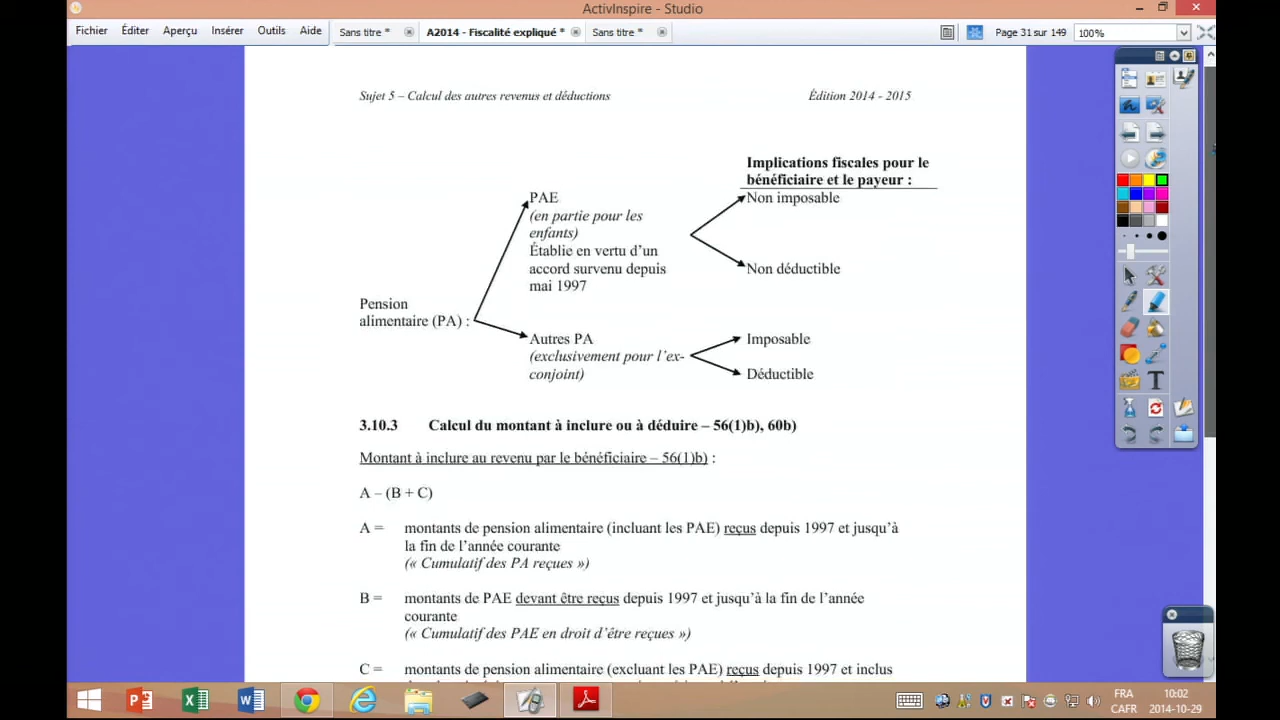 ActivInspire - Studio
Fichier Éditer Aperçu Insérer Outils Aide
Sans titre * A2014 - Fiscalité expliqué * Sans titre *
Page 31 sur 149 100%
Sujet 5 – Calcul des autres revenus et déductions Édition 2014 - 2015
Implications fiscales pour le
bénéficiaire et le payeur :
PAE
(en partie pour les
enfants)
Établie en vertu d’un
accord survenu depuis
mai 1997
Non imposable
Non déductible
Pension
alimentaire (PA) :
Autres PA
(exclusivement pour l’ex-
conjoint)
Imposable
Déductible
3.10.3 Calcul du montant à inclure ou à déduire – 56(1)b), 60b)
Montant à inclure au revenu par le bénéficiaire – 56(1)b) :
A – (B + C)
A = montants de pension alimentaire (incluant les PAE) reçus depuis 1997 et jusqu’à
la fin de l’année courante
(« Cumulatif des PA reçues »)
B = montants de PAE devant être reçus depuis 1997 et jusqu’à la fin de l’année
courante
(« Cumulatif des PAE en droit d’être reçues »)
C = montants de pension alimentaire (excluant les PAE) reçus depuis 1997 et inclus
FRA
CAFR
10:02
2014-10-29